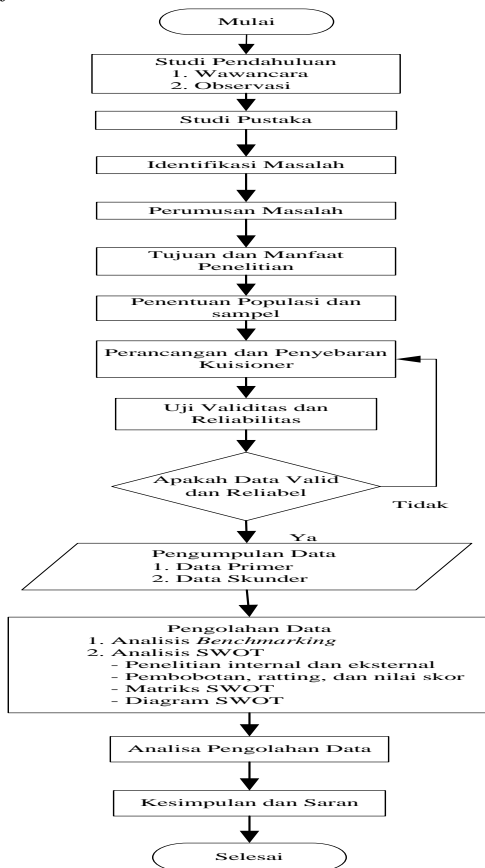 Mulai
Studi Pendahuluan
1. Wawancara
2. Observasi
Studi Pustaka
Identifikasi Masalah
Perumusan Masalah
Tujuan dan Manfaat
Penelitian
Penentuan Populasi dan
sampel
Perancangan dan Penyebaran
Kuisioner
Uji Validitas dan
Reliabilitas
Apakah Data Valid
dan Reliabel
Tidak
Ya
Pengumpulan Data
1. Data Primer
2. Data Skunder
Pengolahan Data
1. Analisis Benchmarking
2. Analisis SWOT
- Penelitian internal dan eksternal
- Pembobotan, ratting, dan nilai skor
- Matriks SWOT
- Diagram SWOT
Analisa Pengolahan Data
Kesimpulan dan Saran
Selesai